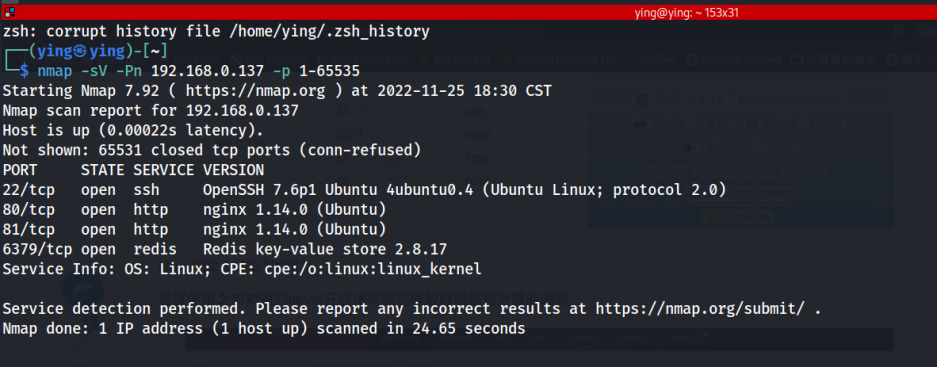 ying@ying: ~ 153x31
zsh: corrupt history file /home/ying/.zsh_history
┌──(ying㉿ying)-[~]
└─$ nmap -sV -Pn 192.168.0.137 -p 1-65535
Starting Nmap 7.92 ( https://nmap.org ) at 2022-11-25 18:30 CST
Nmap scan report for 192.168.0.137
Host is up (0.00022s latency).
Not shown: 65531 closed tcp ports (conn-refused)
PORT     STATE SERVICE VERSION
22/tcp   open  ssh     OpenSSH 7.6p1 Ubuntu 4ubuntu0.4 (Ubuntu Linux; protocol 2.0)
80/tcp   open  http    nginx 1.14.0 (Ubuntu)
81/tcp   open  http    nginx 1.14.0 (Ubuntu)
6379/tcp open  redis   Redis key-value store 2.8.17
Service Info: OS: Linux; CPE: cpe:/o:linux:linux_kernel

Service detection performed. Please report any incorrect results at https://nmap.org/submit/ .
Nmap done: 1 IP address (1 host up) scanned in 24.65 seconds